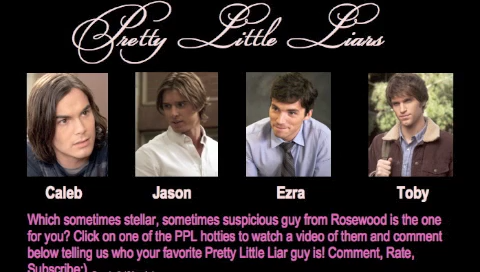 Pretty Little Liars
Caleb Jason Ezra Toby
Which sometimes stellar, sometimes suspicious guy from Rosewood is the one
for you? Click on one of the PPL hotties to watch a video of them and comment
below telling us who your favorite Pretty Little Liar guy is! Comment, Rate,
Subscribe:)